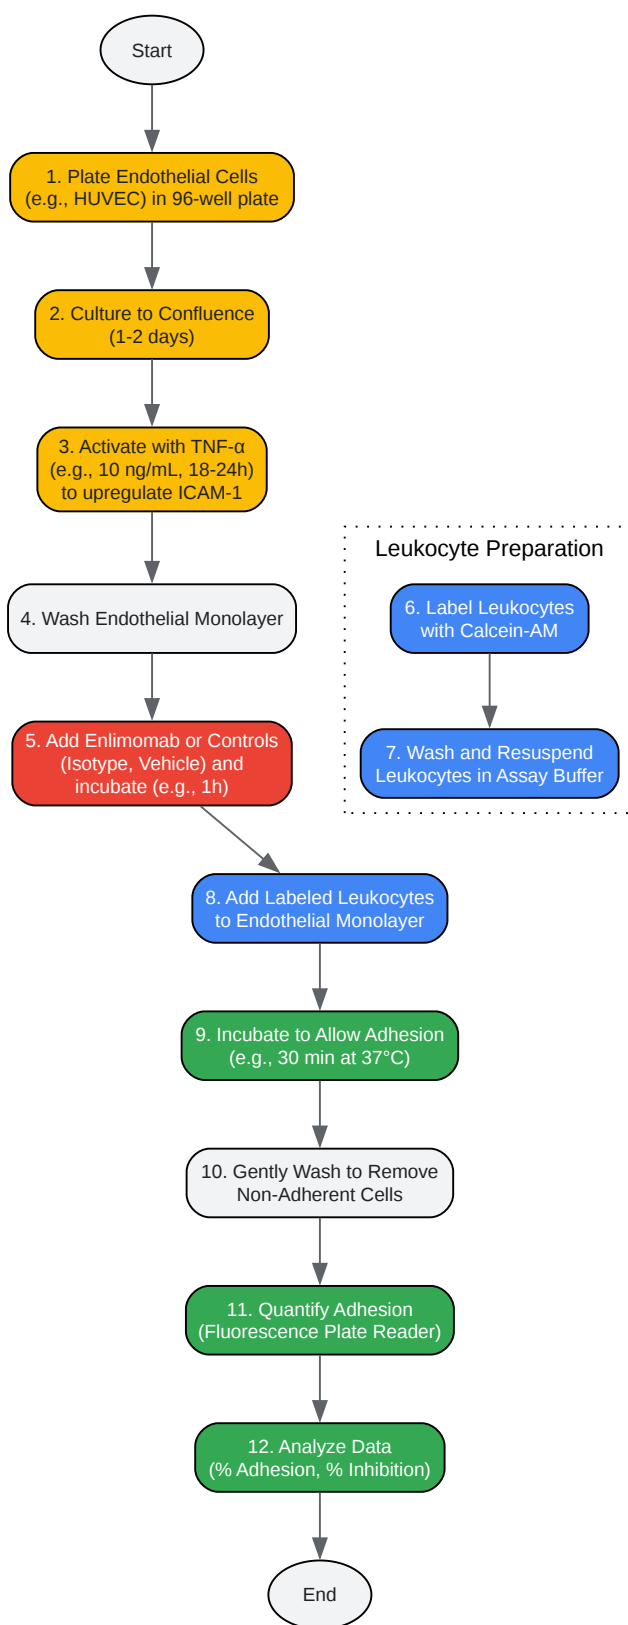 Start
1. Plate Endothelial Cells
(e.g., HUVEC) in 96-well plate
2. Culture to Confluence
(1-2 days)
3. Activate with TNF-α
(e.g., 10 ng/mL, 18-24h)
to upregulate ICAM-1
4. Wash Endothelial Monolayer
5. Add Enlimomab or Controls
(Isotype, Vehicle) and
incubate (e.g., 1h)
Leukocyte Preparation
6. Label Leukocytes
with Calcein-AM
7. Wash and Resuspend
Leukocytes in Assay Buffer
8. Add Labeled Leukocytes
to Endothelial Monolayer
9. Incubate to Allow Adhesion
(e.g., 30 min at 37°C)
10. Gently Wash to Remove
Non-Adherent Cells
11. Quantify Adhesion
(Fluorescence Plate Reader)
12. Analyze Data
(% Adhesion, % Inhibition)
End